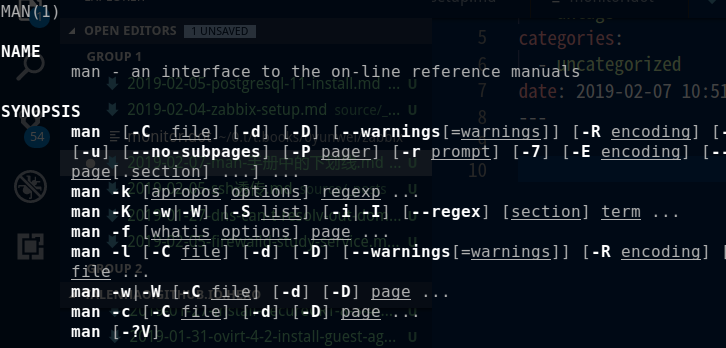 MAN(1)
OPEN EDITORS 1 UNSAVED
GROUP 1
NAME
man - an interface to the on-line reference manuals
2019-02-05-postgresql-11-install.md ... U
2019-02-04-zabbix-setup.md source/_...
SYNOPSIS
man [-C file] [-d] [-D] [--warnings[=warnings]] [-R encoding] [-
[-u] [--no-subpages] [-P pager] [-r prompt] [-7] [-E encoding] [--
page[.section] ...] ...
man -k [apropos options] regexp ...
man -K [-w|-W] [-S list] [-i|-I] [--regex] [section] term ...
man -f [whatis options] page ...
man -l [-C file] [-d] [-D] [--warnings[=warnings]] [-R encoding] [
file ...
GROUP 2
man -w|-W [-C file] [-d] [-D] page ...
man -c [-C file] [-d] [-D] page ...
man [-?V]
2019-01-31-ovirt-4-2-install-guest-ag... U
54
5 categories:
6 - uncategorized
7 date: 2019-02-07 10:51
8 ---
9
10